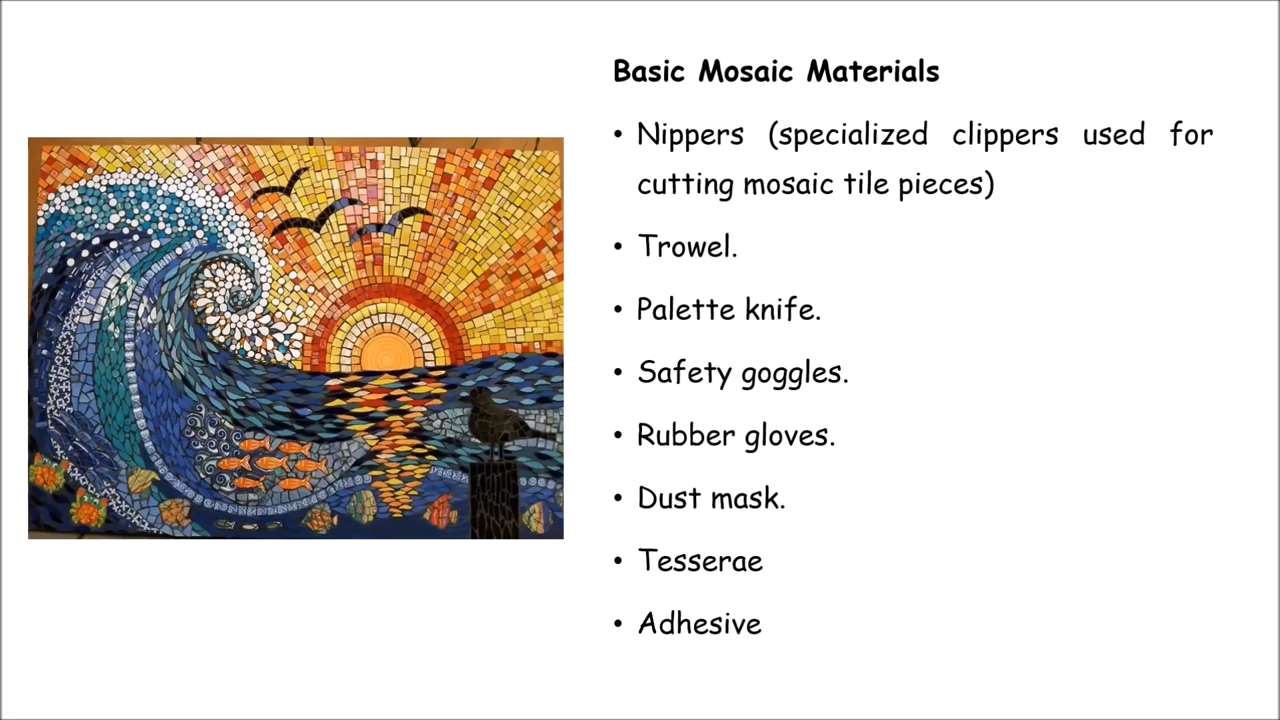 Basic Mosaic Materials
• Nippers (specialized clippers used for
cutting mosaic tile pieces)
• Trowel.
• Palette knife.
• Safety goggles.
• Rubber gloves.
• Dust mask.
• Tesserae
• Adhesive